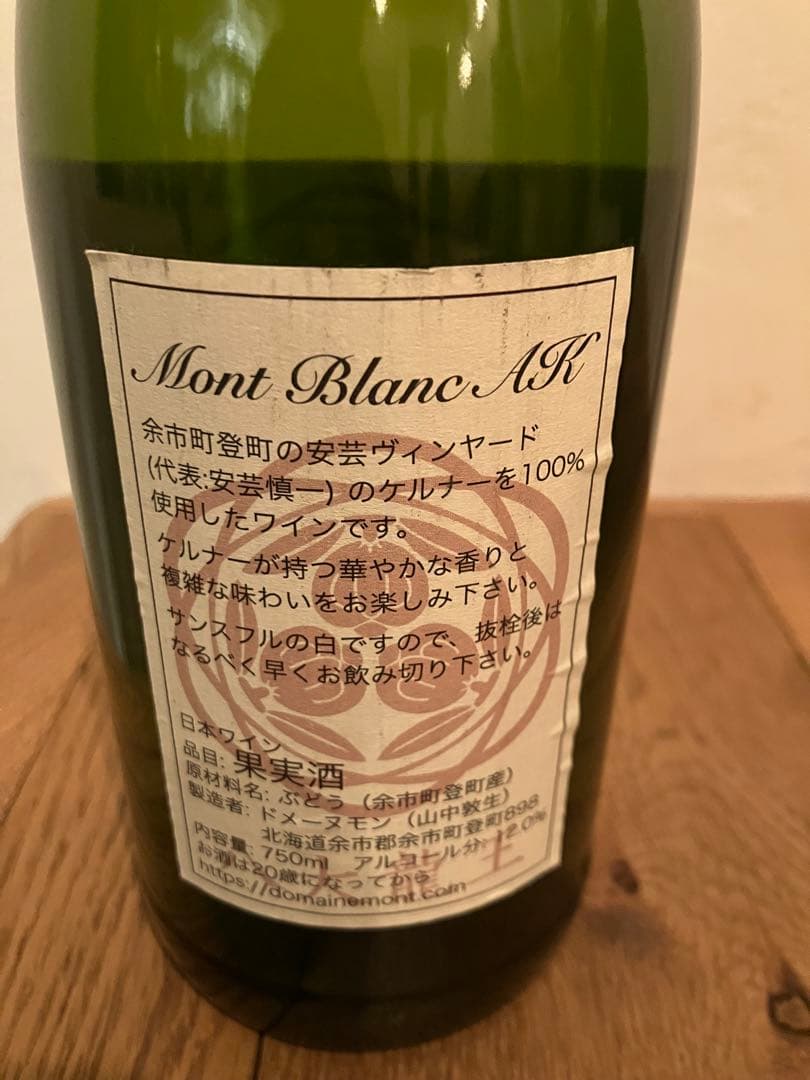 Mont Blanc AK
余市町登町の安芸ヴィンヤード
(代表:安芸慎一) のケルナーを100%
使用したワインです。
ケルナーが持つ華やかな香りと
複雑な味わいをお楽しみ下さい。
サンスフルの白ですので、抜栓後は
なるべく早くお飲み切り下さい。
日本ワイン
品目: 果実酒
原材料名: ぶどう（余市町登町産）
製造者: ドメーヌモン（山中敦生）
北海道余市郡余市町登町898
内容量: 750ml アルコール分: 12.0%
お酒は20歳になってから
https://domainemont.com